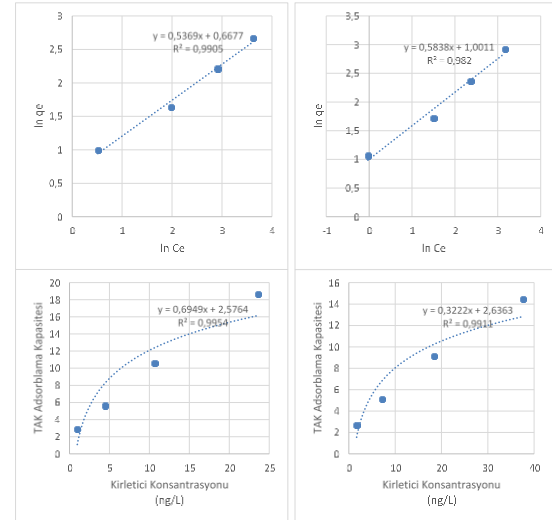 3
2,5
2
1,5
1
0,5
0
0 1 2 3 4
ln qe
ln Ce
y = 0,5369x + 0,6677
R² = 0,9905
3,5
3
2,5
2
1,5
1
0,5
0
-1 0 1 2 3 4
ln qe
ln Ce
y = 0,5838x + 1,0011
R² = 0,982
20
18
16
14
12
10
8
6
4
2
0
0 5 10 15 20 25 30
TAK Adsorblama Kapasitesi
Kirletici Konsantrasyonu
(ng/L)
y = 0,6949x + 2,5764
R² = 0,9954
16
14
12
10
8
6
4
2
0
0 10 20 30 40
TAK Adsorblama Kapasitesi
Kirletici Konsantrasyonu
(ng/L)
y = 0,3222x + 2,6363
R² = 0,9911